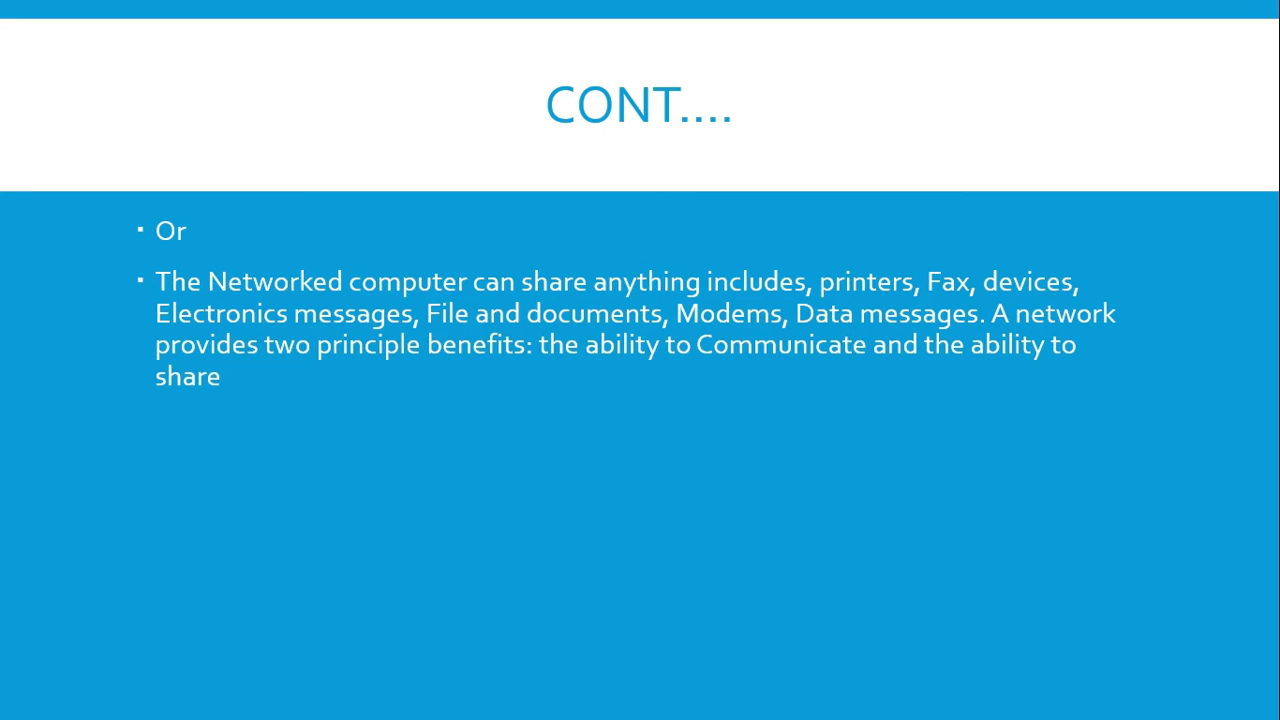 CONT....
▪ Or
▪ The Networked computer can share anything includes, printers, Fax, devices,
Electronics messages, File and documents, Modems, Data messages. A network
provides two principle benefits: the ability to Communicate and the ability to
share